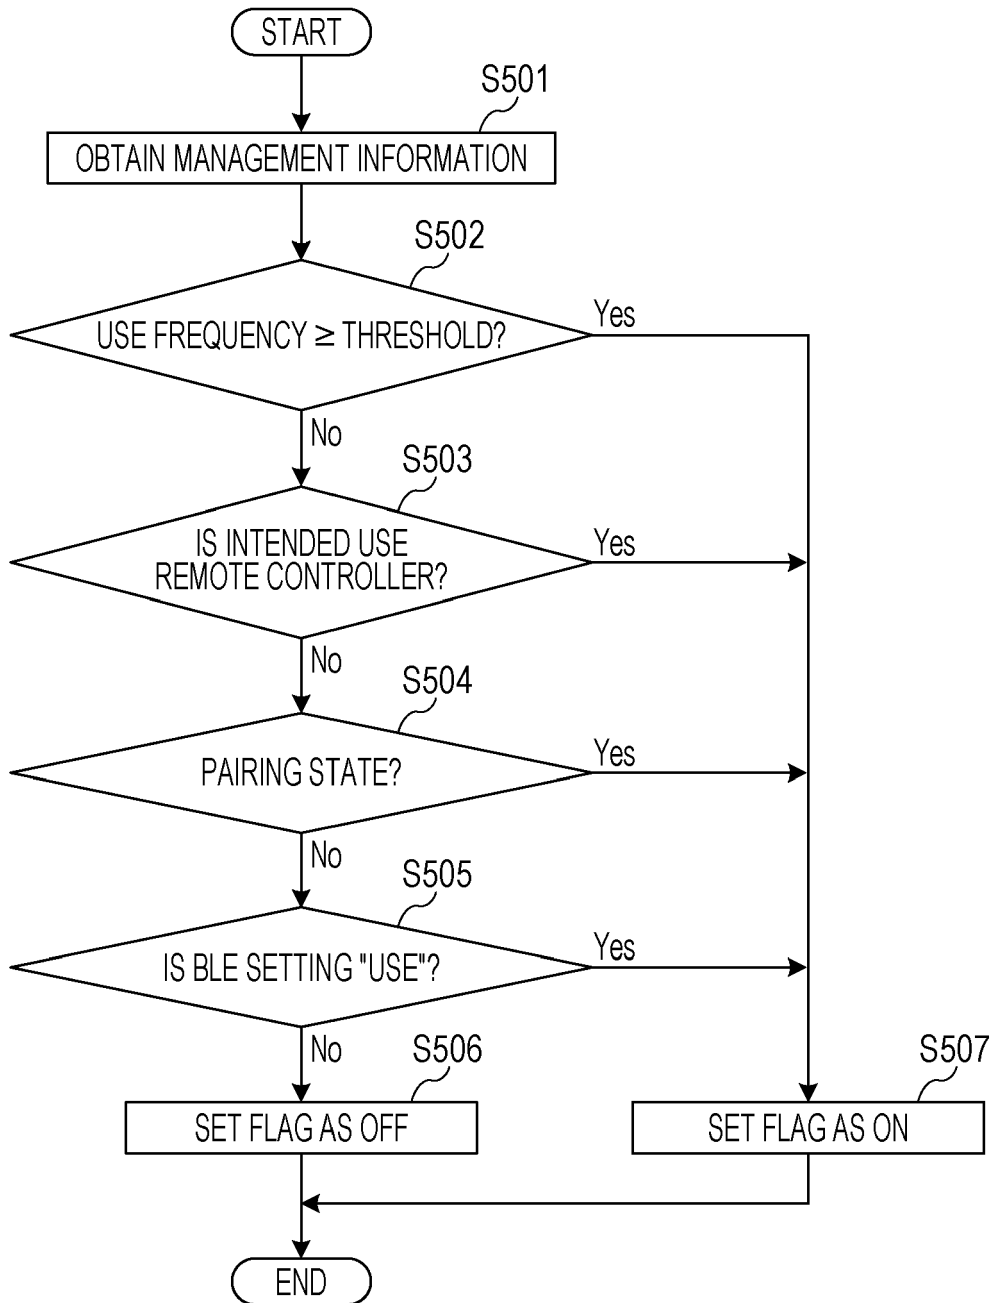 START
S501
OBTAIN MANAGEMENT INFORMATION
S502
USE FREQUENCY ≥ THRESHOLD?
Yes
No
S503
IS INTENDED USE
REMOTE CONTROLLER?
Yes
No
S504
PAIRING STATE?
Yes
No
S505
IS BLE SETTING "USE"?
Yes
No
S506
SET FLAG AS OFF
S507
SET FLAG AS ON
END